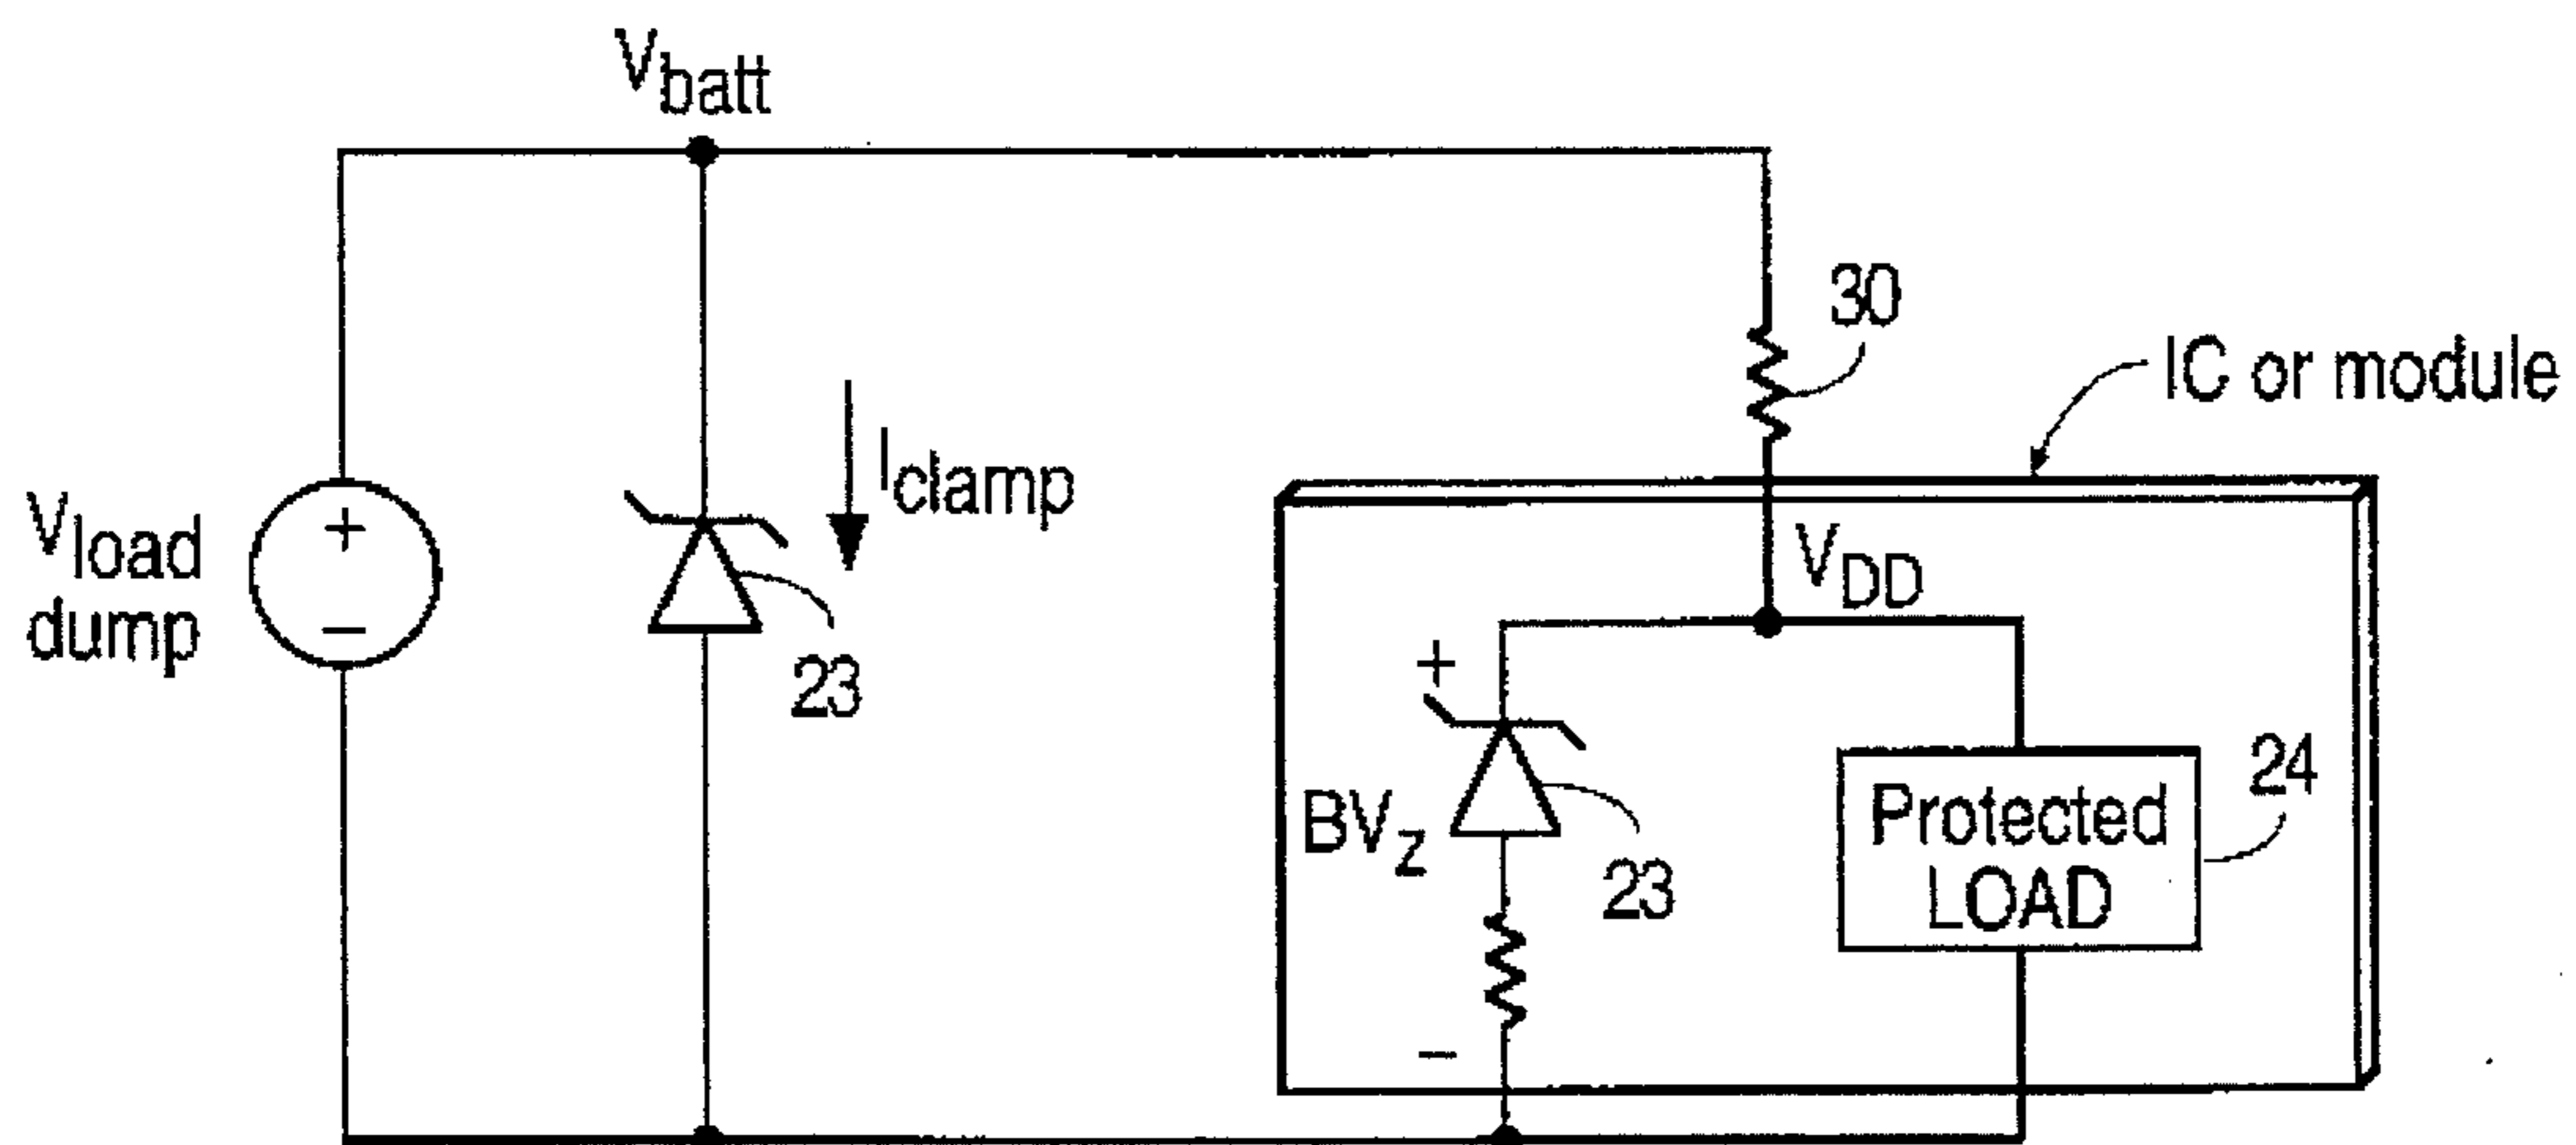 Vbatt
30
IC or module
Iclamp
Vload
dump
+
−
23
VDD
+
BVz
23
−
Protected
LOAD
24